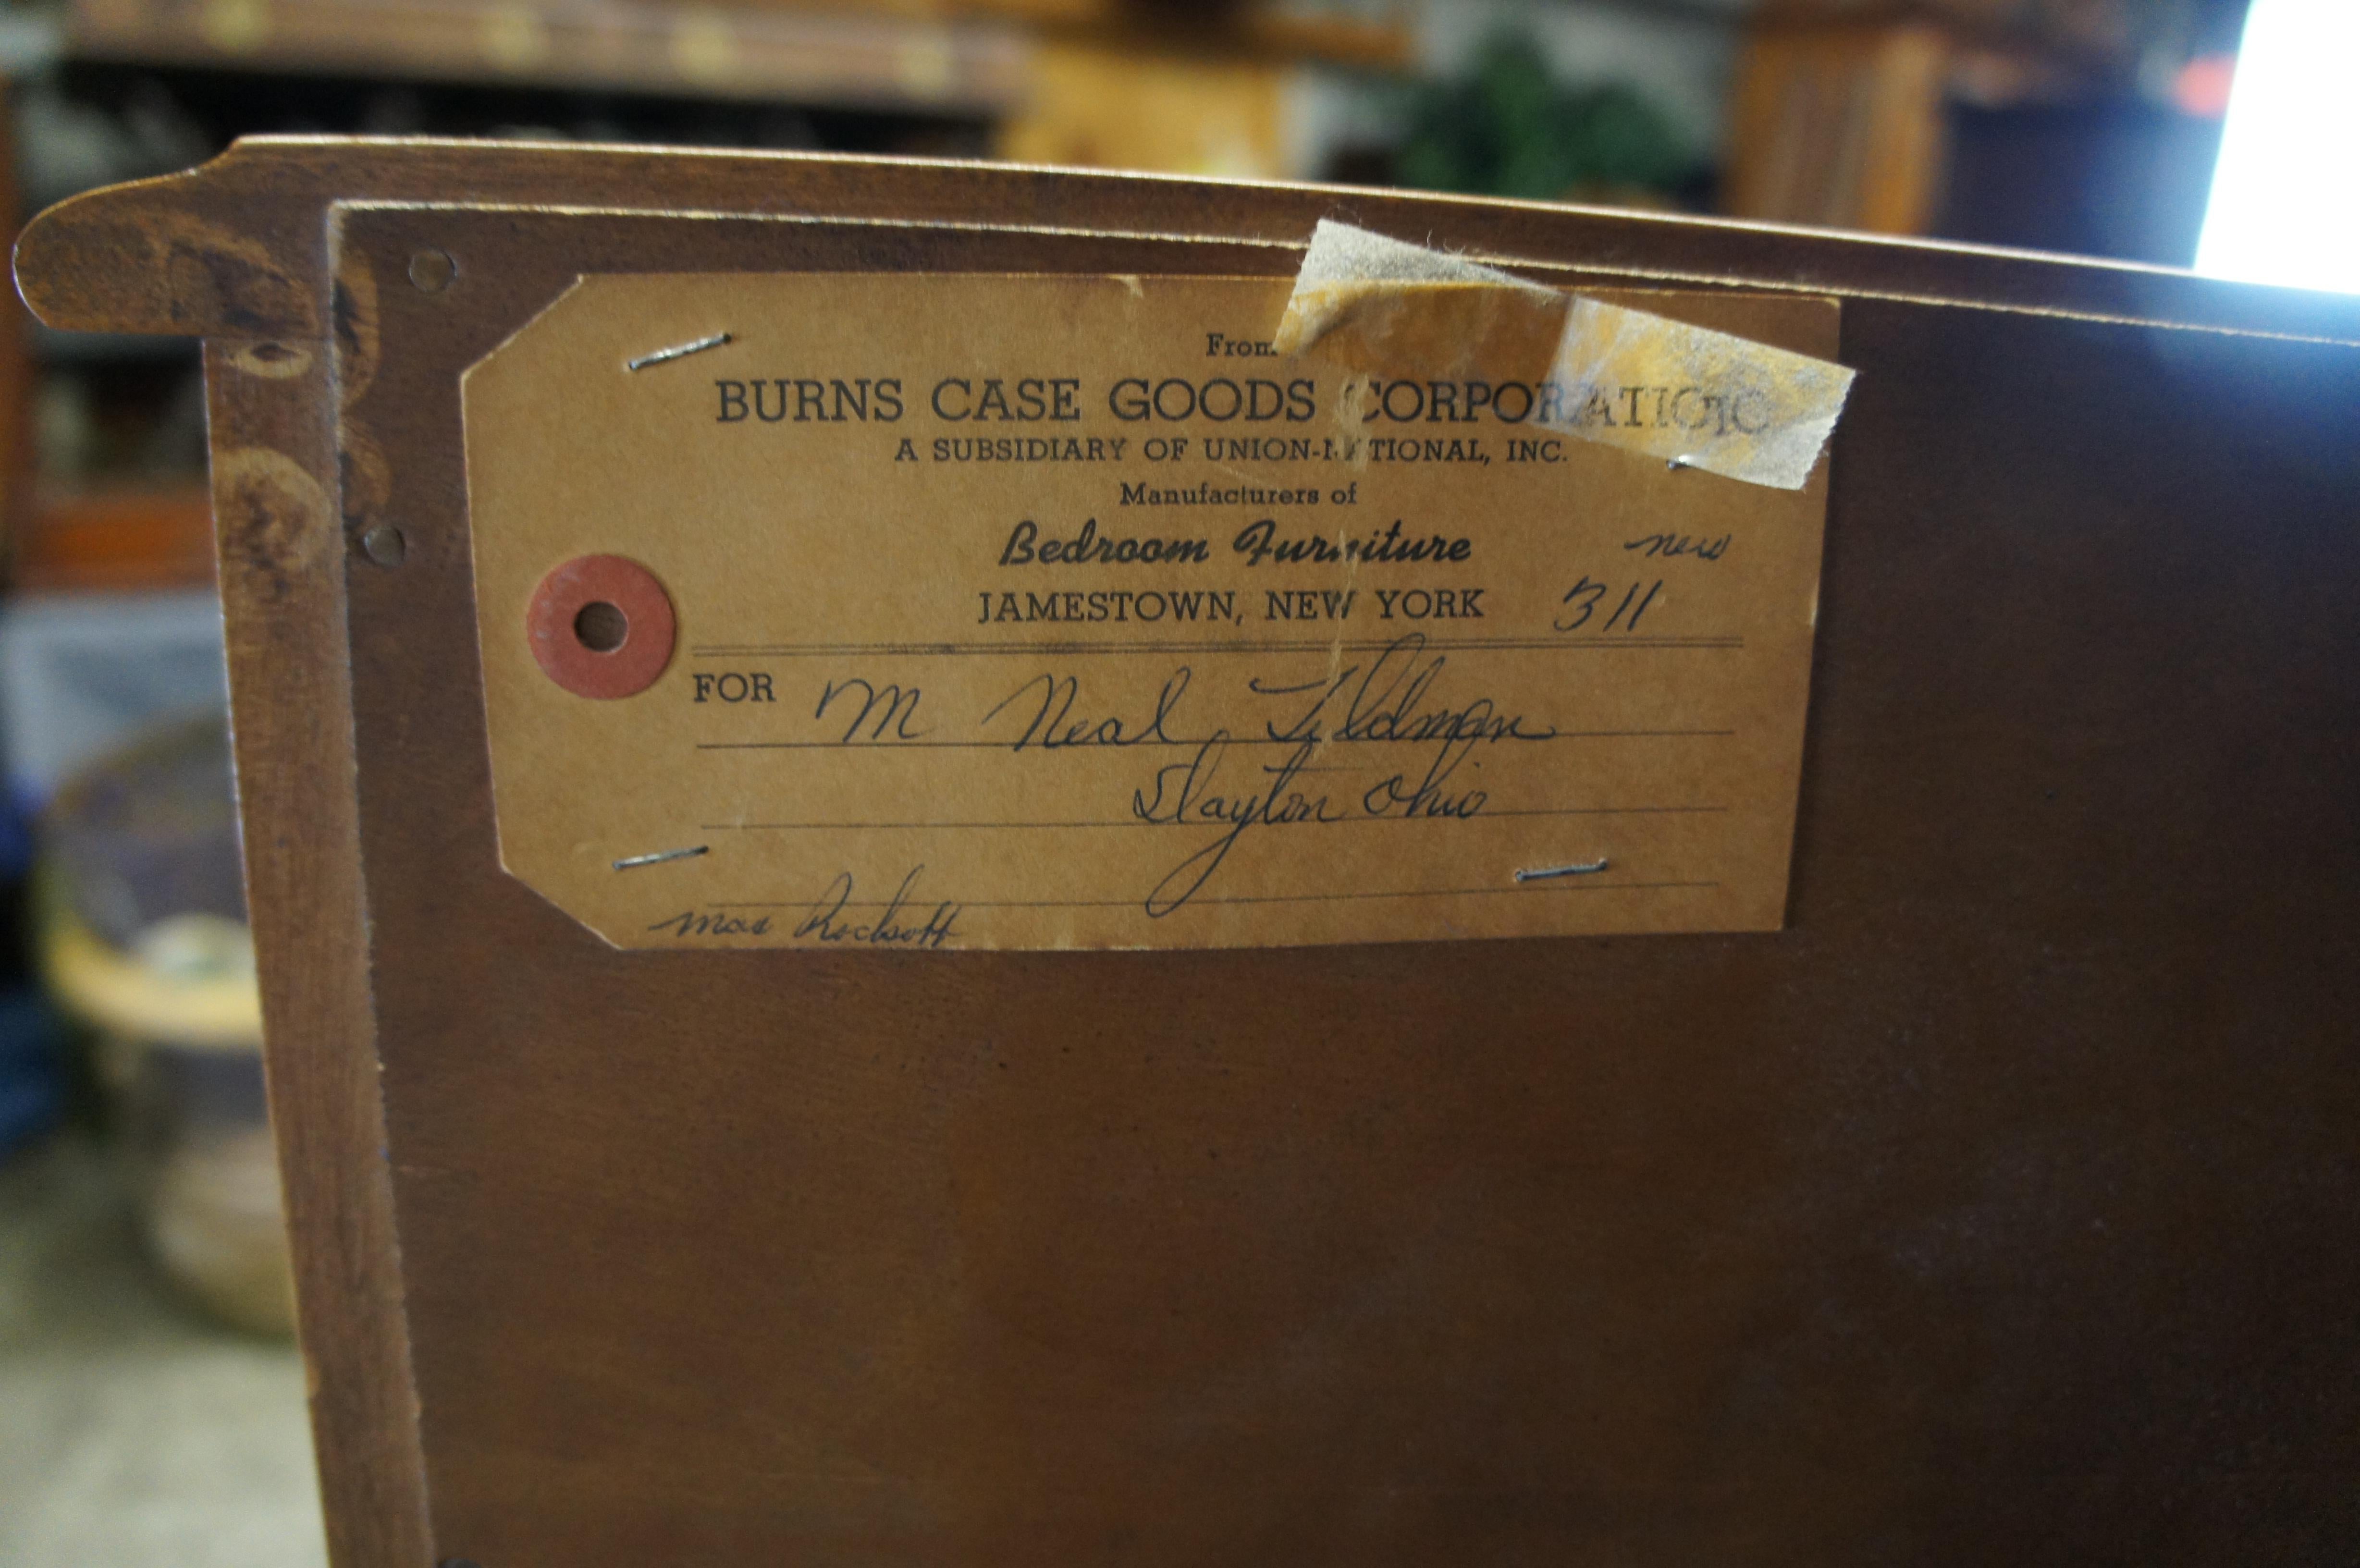 From
BURNS CASE GOODS CORPORATION
A SUBSIDIARY OF UNION-NATIONAL, INC.
Manufacturers of
Bedroom Furniture
new
JAMESTOWN, NEW YORK 311
FOR M Neal Feldman
Dayton Ohio